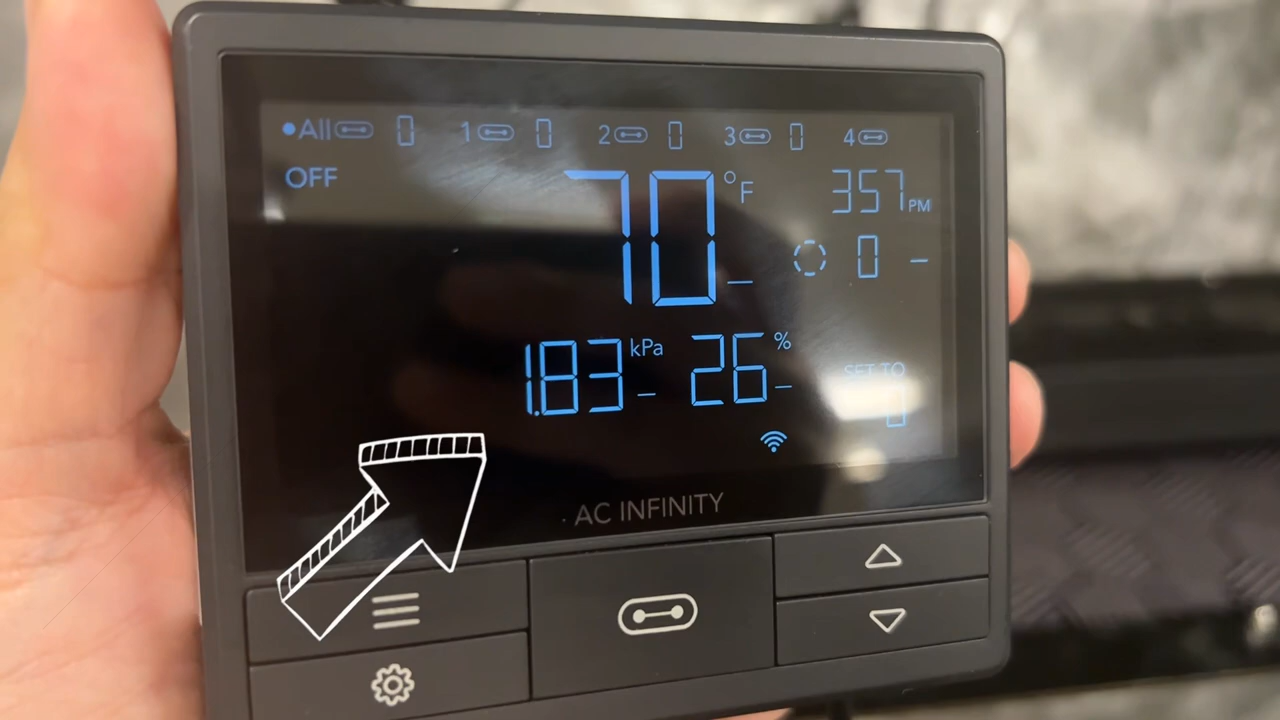 •All 0 1 0 2 0 3 0 4
OFF
70 °F
357 PM
0 –
1.83 kPa
26 %
SET TO
0
AC INFINITY